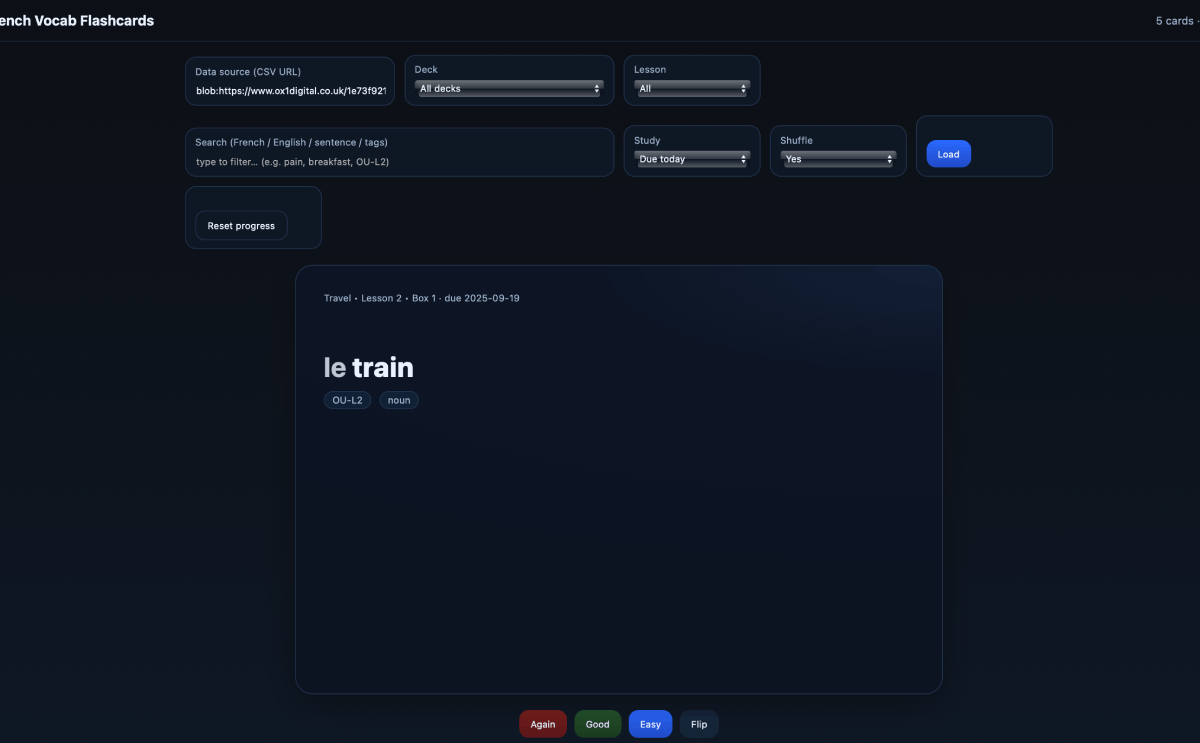 ench Vocab Flashcards
5 cards ·
Data source (CSV URL)
blob:https://www.ox1digital.co.uk/1e73f921
Deck
All decks
Lesson
All
Search (French / English / sentence / tags)
type to filter... (e.g. pain, breakfast, OU-L2)
Study
Due today
Shuffle
Yes
Load
Reset progress
Travel • Lesson 2 • Box 1 · due 2025-09-19
le train
OU-L2 noun
Again Good Easy Flip